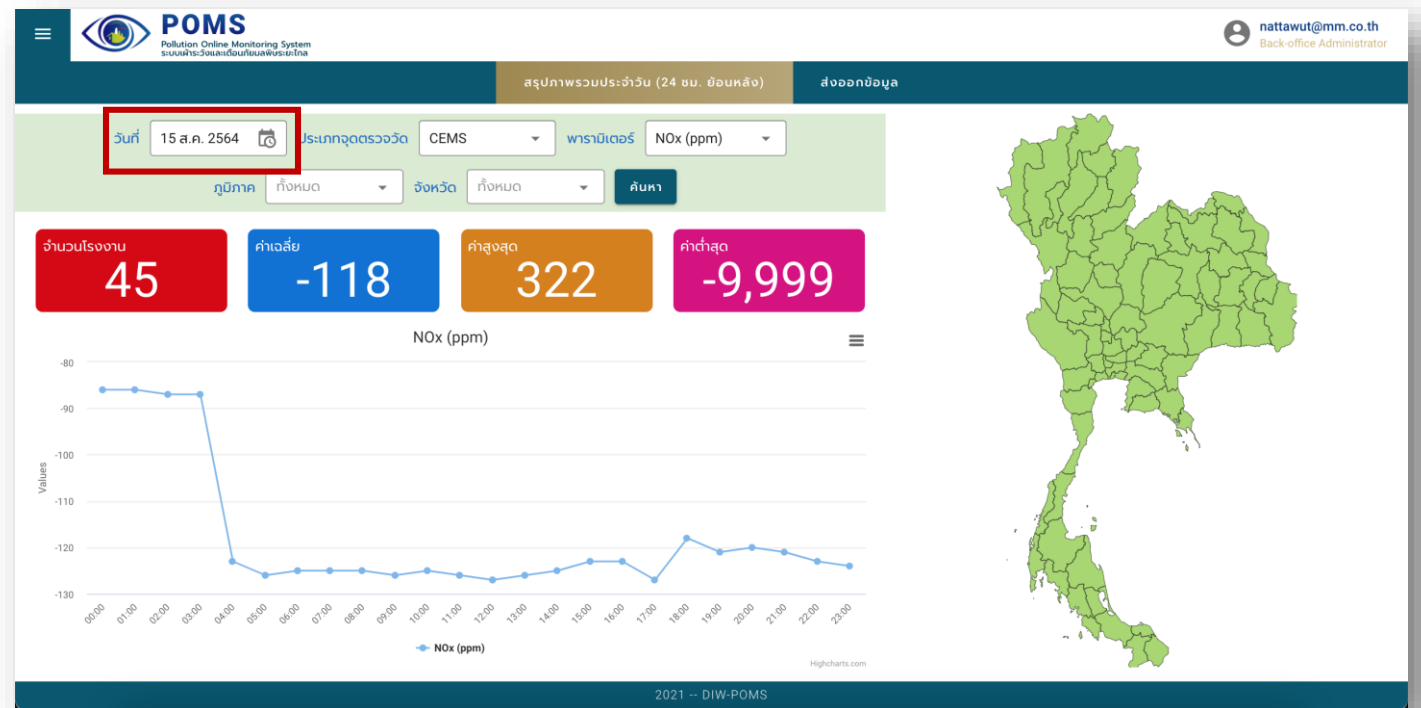 POMS
Pollution Online Monitoring System
ระบบเฝ้าระวังและเตือนภัยมลพิษระยะไกล
nattawut@mm.co.th
Back-office Administrator
สรุปภาพรวมประจำวัน (24 ชม. ย้อนหลัง) ส่งออกข้อมูล
วันที่ 15 ส.ค. 2564 ประเภทจุดตรวจวัด CEMS พารามิเตอร์ NOx (ppm)
ภูมิภาค ทั้งหมด จังหวัด ทั้งหมด ค้นหา
จำนวนโรงงาน ค่าเฉลี่ย ค่าสูงสุด ค่าต่ำสุด
45 -118 322 -9,999
NOx (ppm)
-80
-90
-100
-110
-120
-130
Values
00:00 01:00 02:00 03:00 04:00 05:00 06:00 07:00 08:00 09:00 10:00 11:00 12:00 13:00 14:00 15:00 16:00 17:00 18:00 19:00 20:00 21:00 22:00 23:00
NOx (ppm)
Highcharts.com
2021 -- DIW-POMS